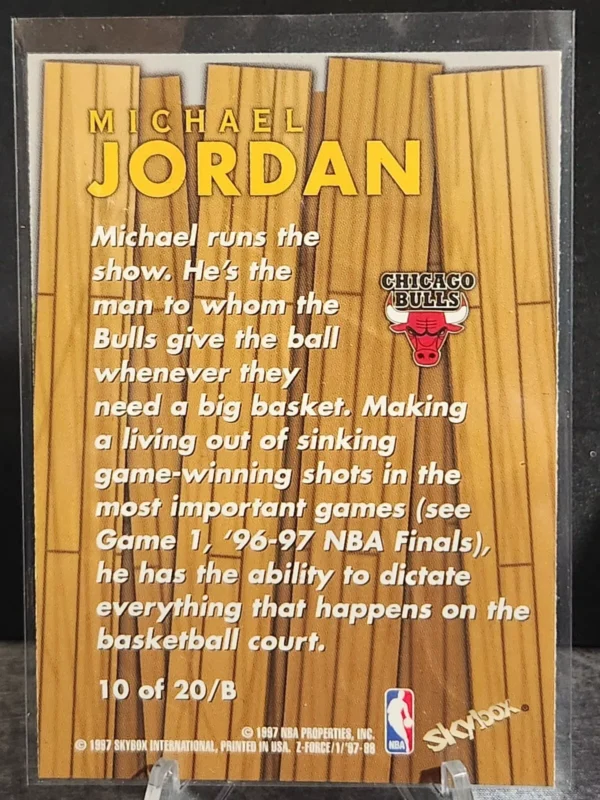 MICHAEL
JORDAN
Michael runs the
show. He's the
man to whom the
Bulls give the ball
whenever they
need a big basket. Making
a living out of sinking
game-winning shots in the
most important games (see
Game 1, '96-97 NBA Finals),
he has the ability to dictate
everything that happens on the
basketball court.
CHICAGO
BULLS
10 of 20/B
© 1997 NBA PROPERTIES, INC.
© 1997 SKYBOX INTERNATIONAL, PRINTED IN USA. Z-FORCE/1/'97-98
NBA
Skybox®